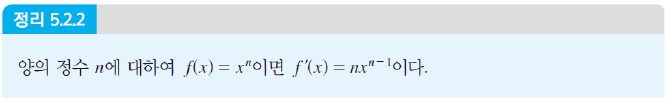 정리 5.2.2
양의 정수 n에 대하여 f(x) = xⁿ이면 f′(x) = nxⁿ⁻¹이다.